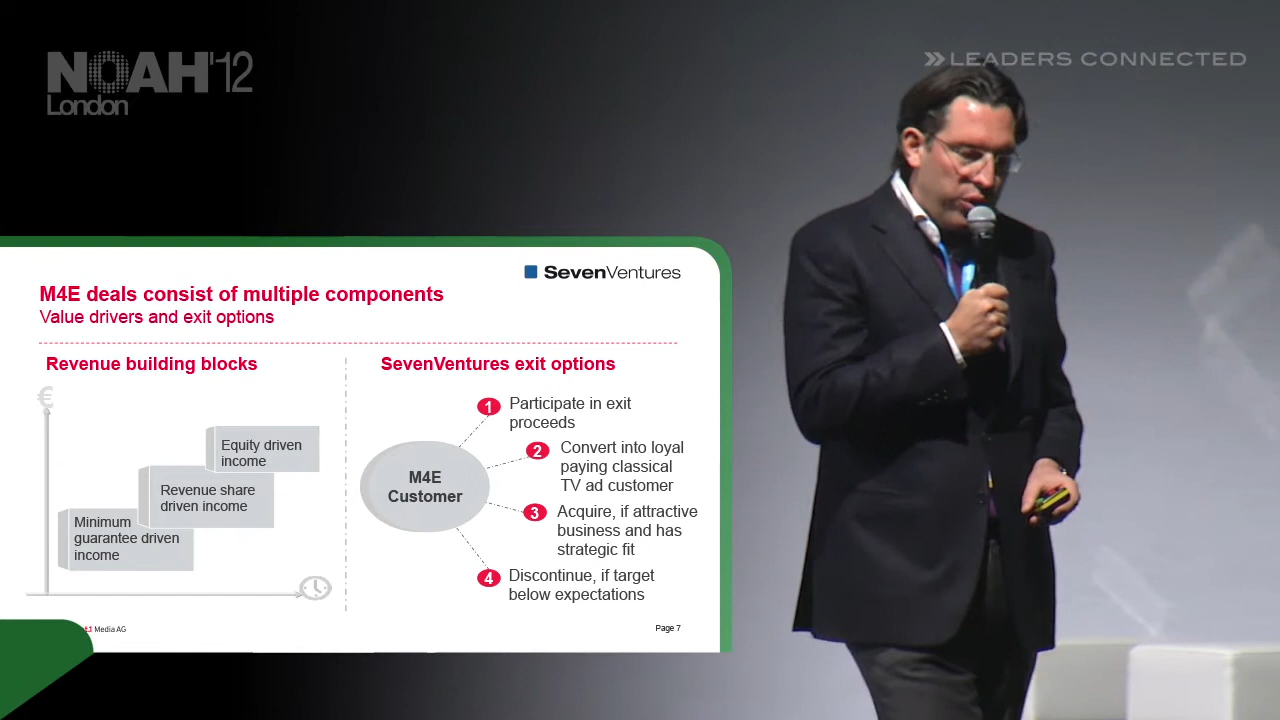 NOAH'12
London
LEADERS CONNECTED
SevenVentures
M4E deals consist of multiple components
Value drivers and exit options
Revenue building blocks
€
Equity driven
income
Revenue share
driven income
Minimum
guarantee driven
income
SevenVentures exit options
M4E
Customer
1 Participate in exit
proceeds
2 Convert into loyal
paying classical
TV ad customer
3 Acquire, if attractive
business and has
strategic fit
4 Discontinue, if target
below expectations
Media AG
Page 7